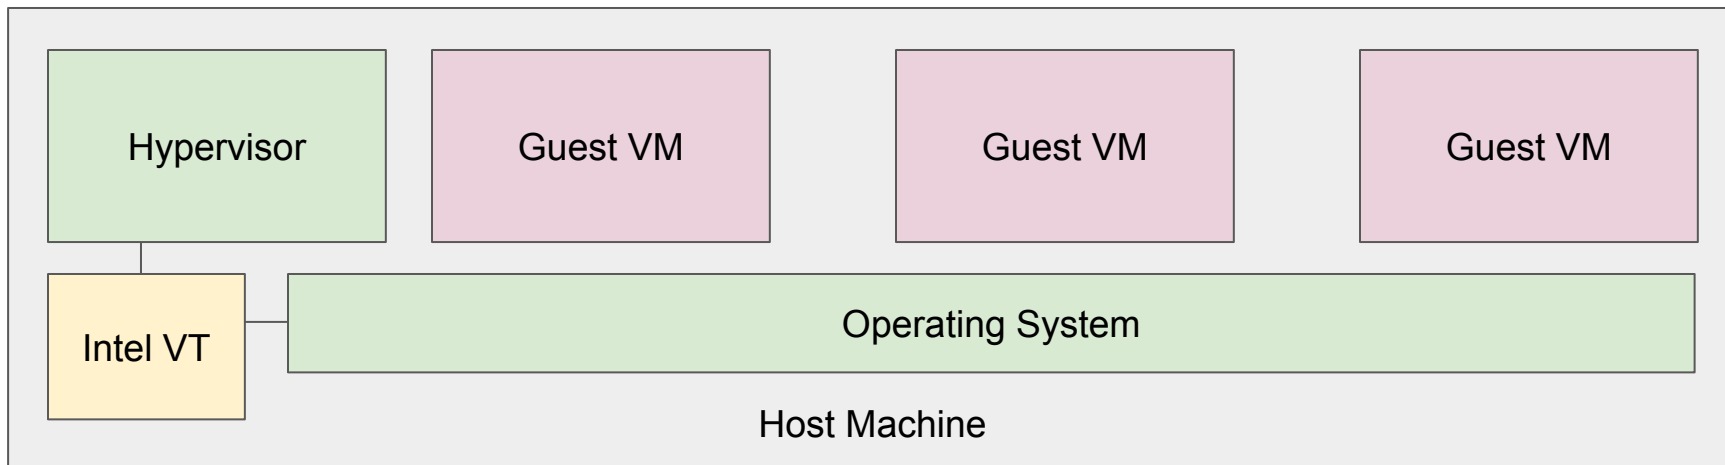 Hypervisor
Guest VM
Guest VM
Guest VM
Intel VT
Operating System
Host Machine